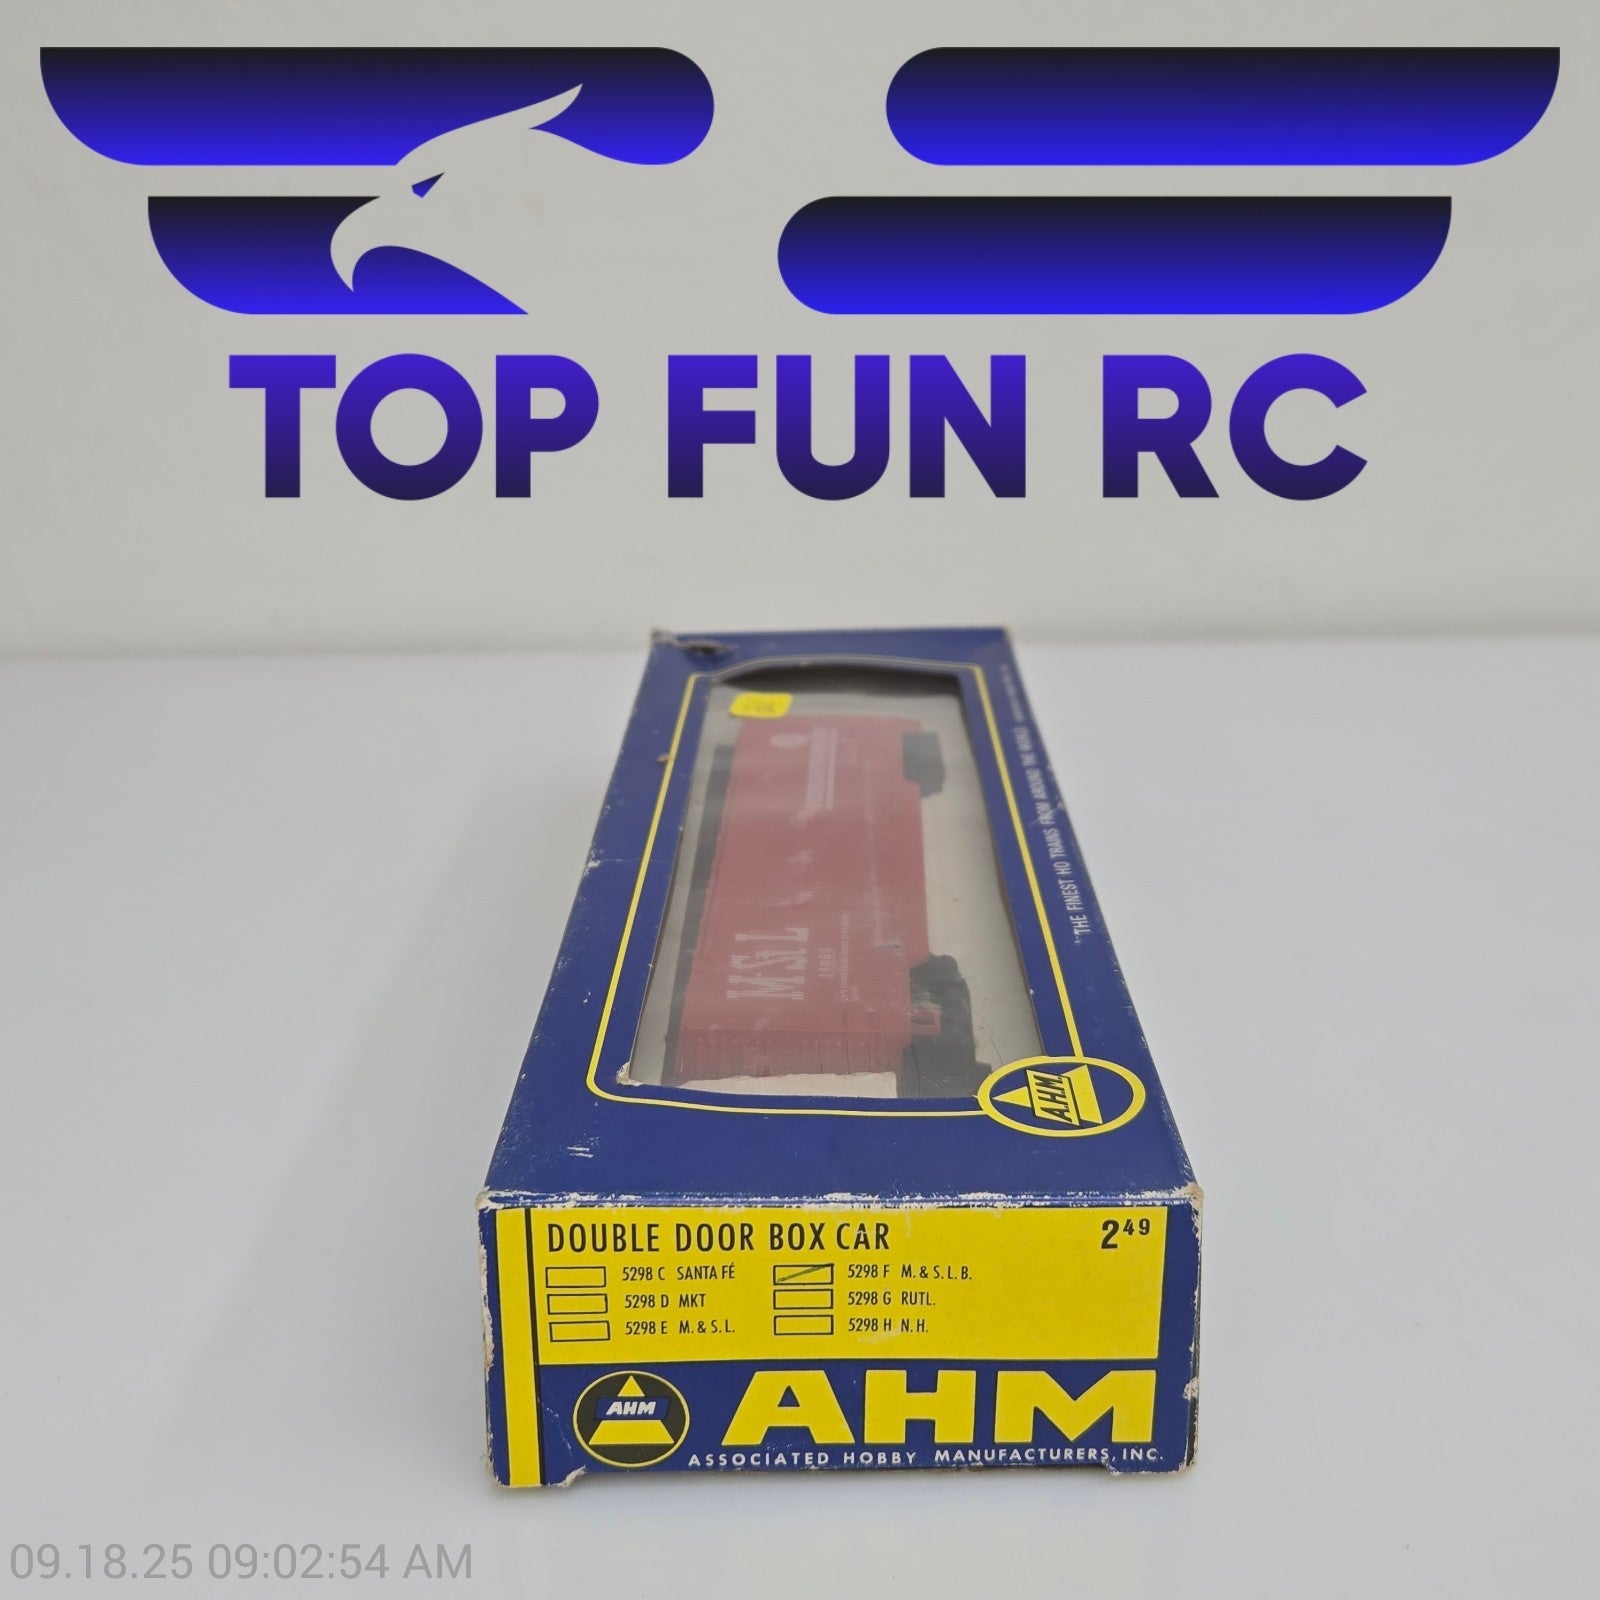 TOP FUN RC
"THE FINEST HO TRAINS FROM AROUND THE WORLD
M St L
A.H.M.
DOUBLE DOOR BOX CAR 2 49
5298 C SANTA FÉ 5298 F M. & S. L. B.
5298 D MKT 5298 G RUTL.
5298 E M. & S. L. 5298 H N. H.
AHM AHM
ASSOCIATED HOBBY MANUFACTURERS, INC.
09.18.25 09:02:54 AM